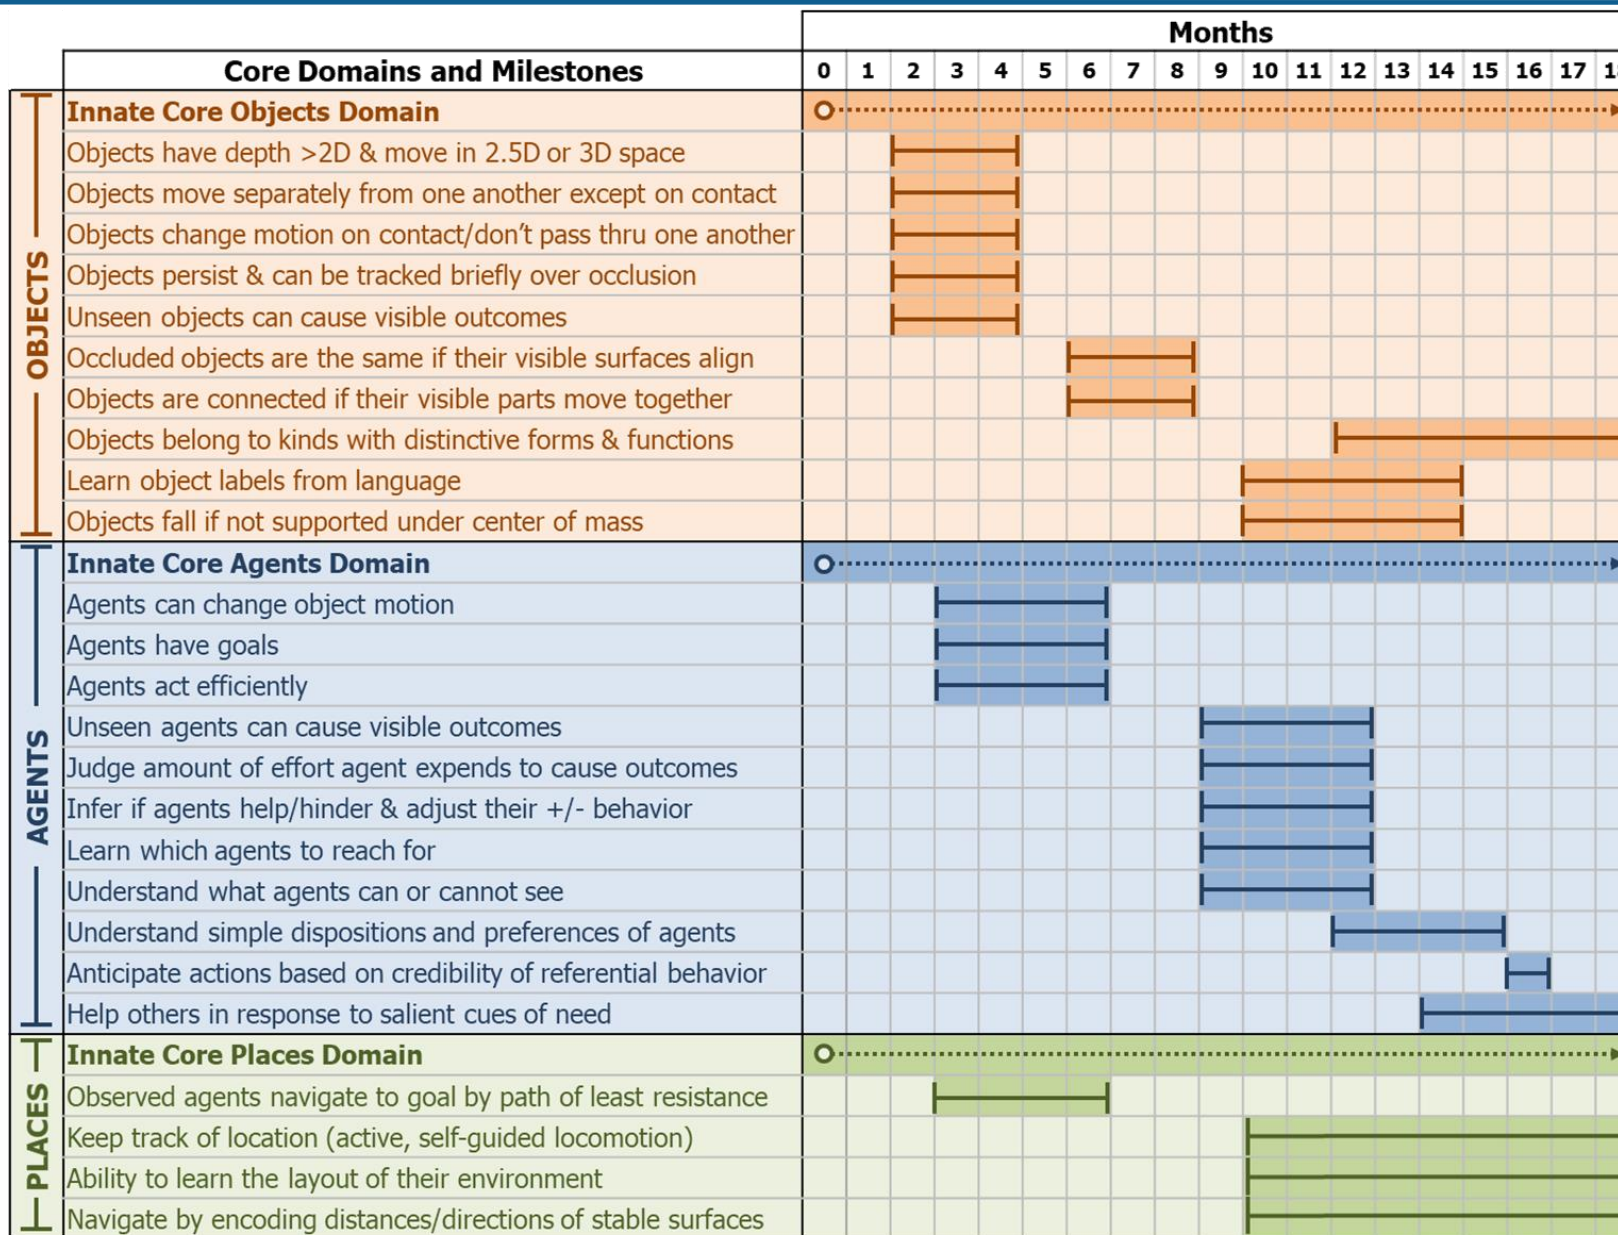 Months
Core Domains and Milestones 0 1 2 3 4 5 6 7 8 9 10 11 12 13 14 15 16 17
OBJECTS
Innate Core Objects Domain
Objects have depth >2D & move in 2.5D or 3D space
Objects move separately from one another except on contact
Objects change motion on contact/don't pass thru one another
Objects persist & can be tracked briefly over occlusion
Unseen objects can cause visible outcomes
Occluded objects are the same if their visible surfaces align
Objects are connected if their visible parts move together
Objects belong to kinds with distinctive forms & functions
Learn object labels from language
Objects fall if not supported under center of mass
AGENTS
Innate Core Agents Domain
Agents can change object motion
Agents have goals
Agents act efficiently
Unseen agents can cause visible outcomes
Judge amount of effort agent expends to cause outcomes
Infer if agents help/hinder & adjust their +/- behavior
Learn which agents to reach for
Understand what agents can or cannot see
Understand simple dispositions and preferences of agents
Anticipate actions based on credibility of referential behavior
Help others in response to salient cues of need
PLACES
Innate Core Places Domain
Observed agents navigate to goal by path of least resistance
Keep track of location (active, self-guided locomotion)
Ability to learn the layout of their environment
Navigate by encoding distances/directions of stable surfaces